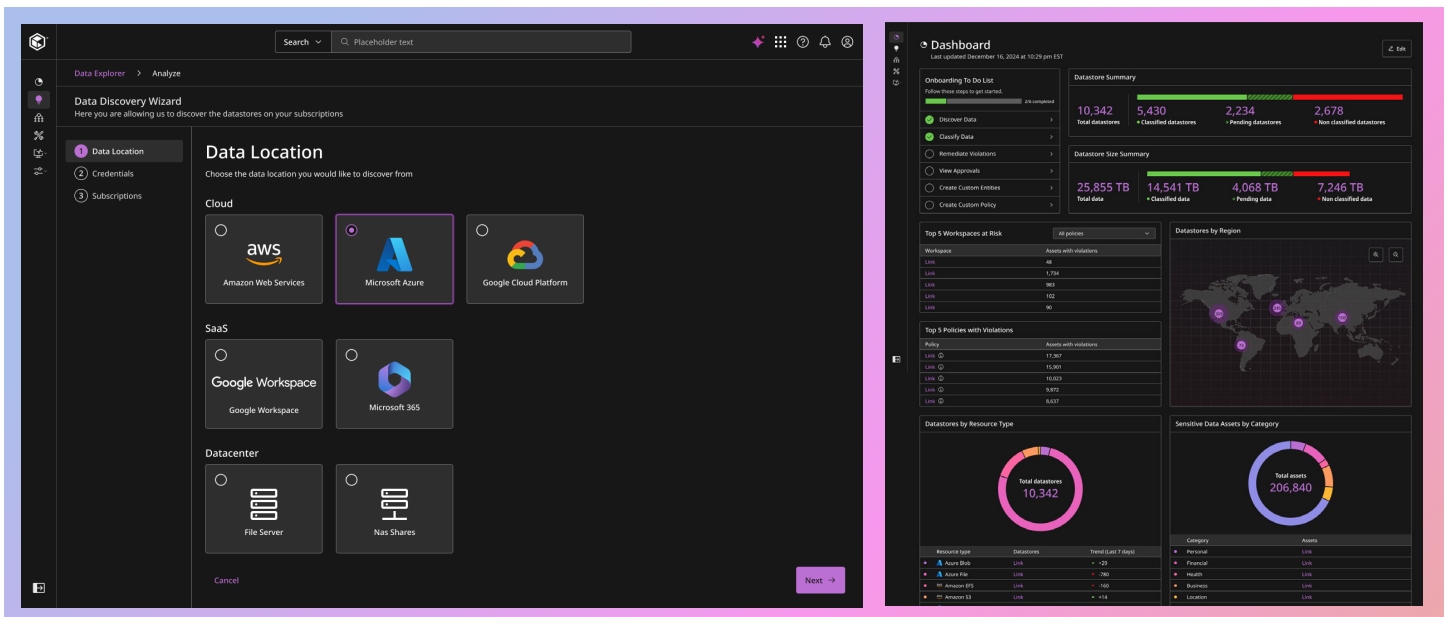 Search
Placeholder text
Data Explorer > Analyze
Data Discovery Wizard
Here you are allowing us to discover the datastores on your subscriptions
1 Data Location
2 Credentials
3 Subscriptions
Data Location
Choose the data location you would like to discover from
Cloud
aws
Amazon Web Services
Microsoft Azure
Google Cloud Platform
SaaS
Google Workspace
Google Workspace
Microsoft 365
Datacenter
File Server
Nas Shares
Cancel
Next →
Dashboard
Last updated December 16, 2024 at 10:29 pm EST
Edit
Onboarding To Do List
Follow these steps to get started.
2/6 completed
Discover Data
Classify Data
Remediate Violations
View Approvals
Create Custom Entities
Create Custom Policy
Datastore Summary
10,342 5,430 2,234 2,678
Total datastores Classified datastores Pending datastores Non classified datastores
Datastore Size Summary
25,855 TB 14,541 TB 4,068 TB 7,246 TB
Total data Classified data Pending data Non classified data
Top 5 Workspaces at Risk
All policies
Workspace Assets with violations
Link 48
Link 1,734
Link 983
Link 102
Link 90
Top 5 Policies with Violations
Policy Assets with violations
Link 17,367
Link 15,901
Link 10,023
Link 9,872
Link 8,637
Datastores by Region
Datastores by Resource Type
Total datastores
10,342
Resource type Datastores Trend (Last 7 days)
Azure Blob Link +29
Azure File Link -780
Amazon EFS Link -160
Amazon S3 Link +14
Sensitive Data Assets by Category
Total assets
206,840
Category Assets
Personal Link
Financial Link
Health Link
Business Link
Location Link